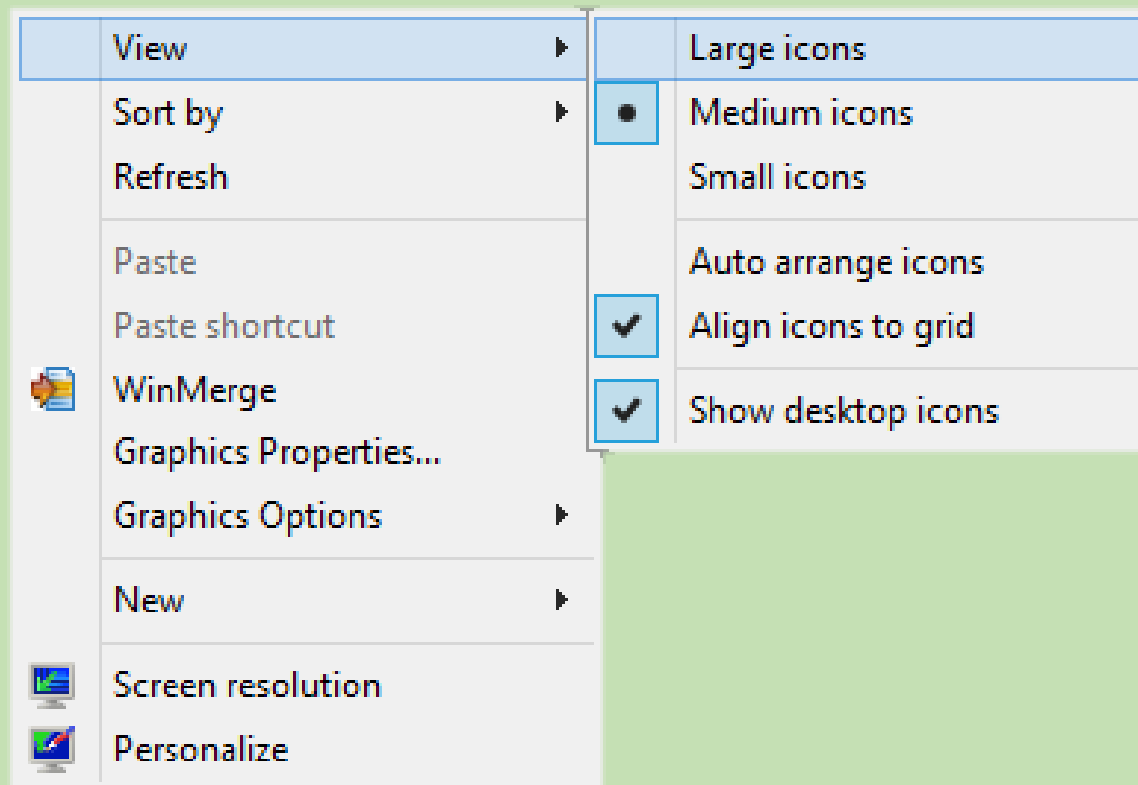 View
Sort by
Refresh
Paste
Paste shortcut
WinMerge
Graphics Properties...
Graphics Options
New
Screen resolution
Personalize
Large icons
Medium icons
Small icons
Auto arrange icons
Align icons to grid
Show desktop icons